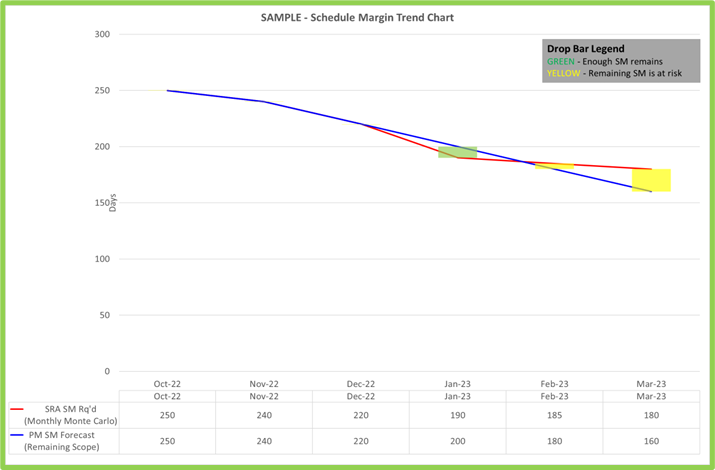 SAMPLE - Schedule Margin Trend Chart
300
Drop Bar Legend
GREEN - Enough SM remains
YELLOW - Remaining SM is at risk
250
200
150
Days
100
50
0
Oct-22 Nov-22 Dec-22 Jan-23 Feb-23 Mar-23
Oct-22 Nov-22 Dec-22 Jan-23 Feb-23 Mar-23
SRA SM Rq'd
(Monthly Monte Carlo) 250 240 220 190 185 180
PM SM Forecast
(Remaining Scope) 250 240 220 200 180 160